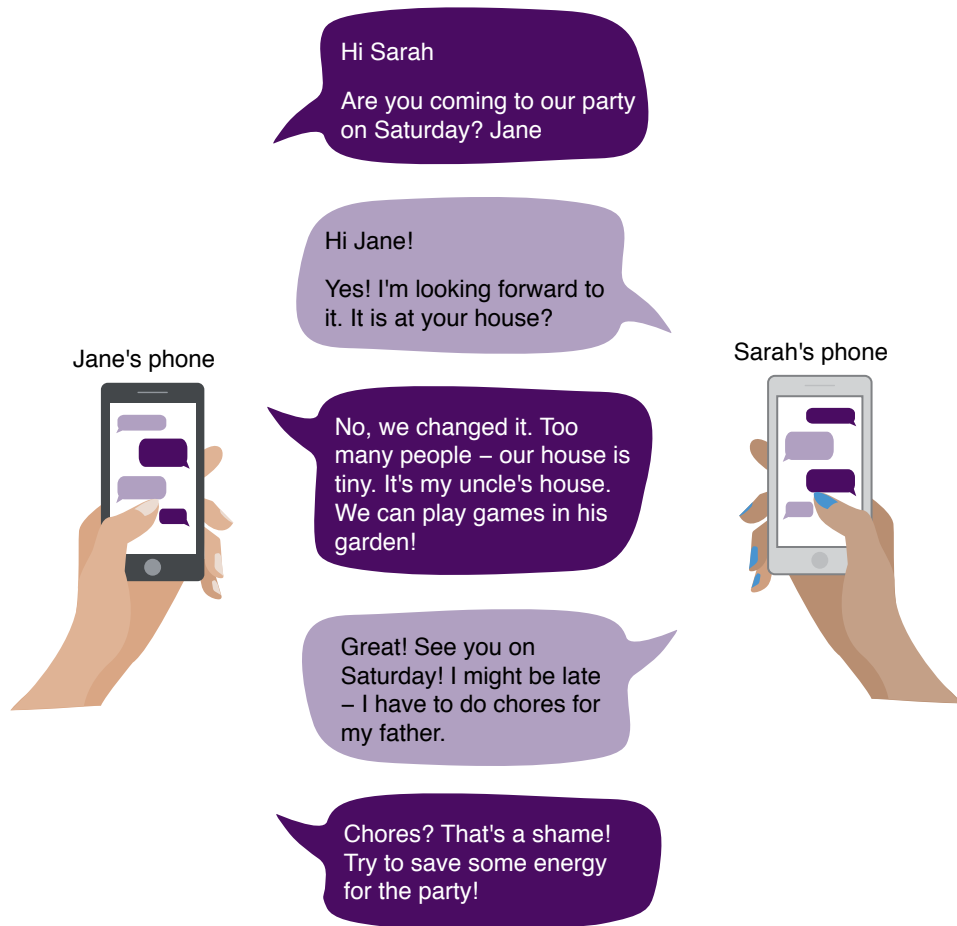 Hi Sarah
Are you coming to our party
on Saturday? Jane
Hi Jane!
Yes! I'm looking forward to
it. It is at your house?
Jane's phone
Sarah's phone
No, we changed it. Too
many people – our house is
tiny. It's my uncle's house.
We can play games in his
garden!
Great! See you on
Saturday! I might be late
– I have to do chores for
my father.
Chores? That's a shame!
Try to save some energy
for the party!